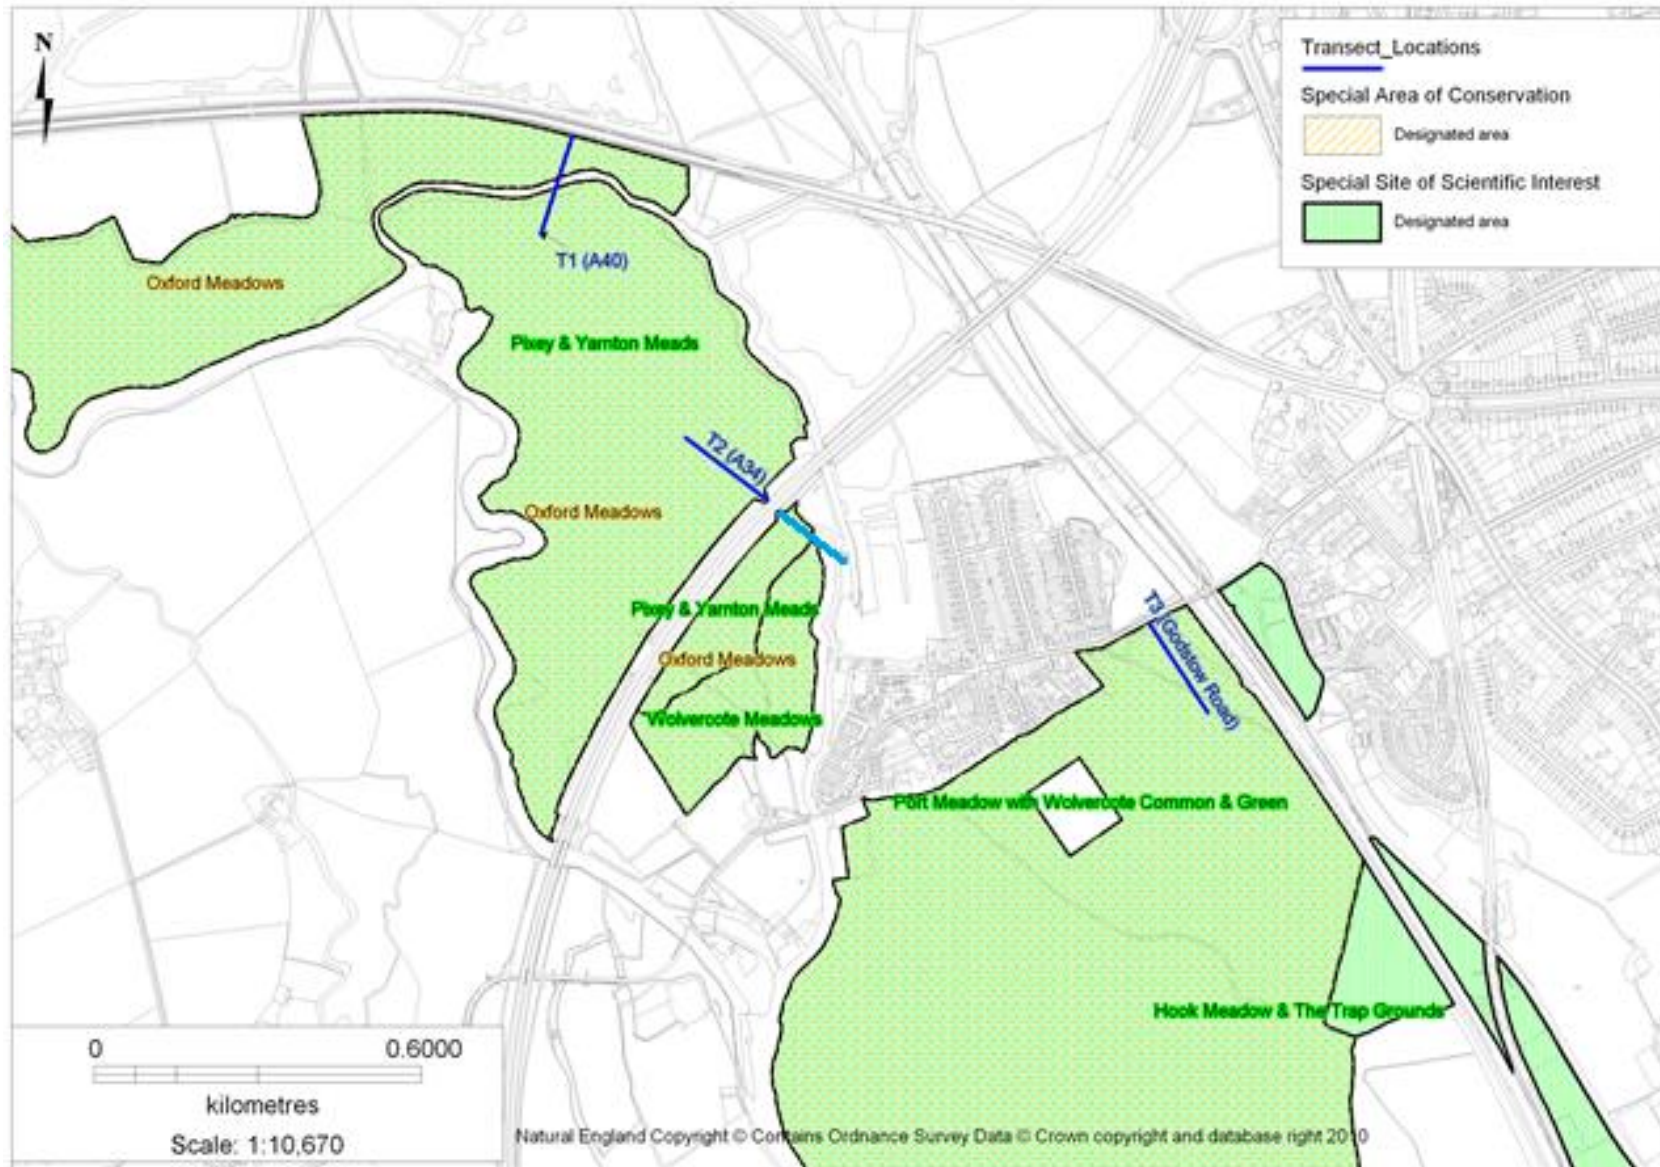 N
Transect_Locations
Special Area of Conservation
Designated area
Special Site of Scientific Interest
Designated area
T1 (A40)
Oxford Meadows
Pixey & Yarnton Meads
T2 (A34)
Oxford Meadows
Pixey & Yarnton Meads
T3 (Godstow Road)
Oxford Meadows
Wolvercote Meadows
Port Meadow with Wolvercote Common & Green
Hook Meadow & The Trap Grounds
0 0.6000
kilometres
Scale: 1:10,670
Natural England Copyright © Contains Ordnance Survey Data © Crown copyright and database right 2010